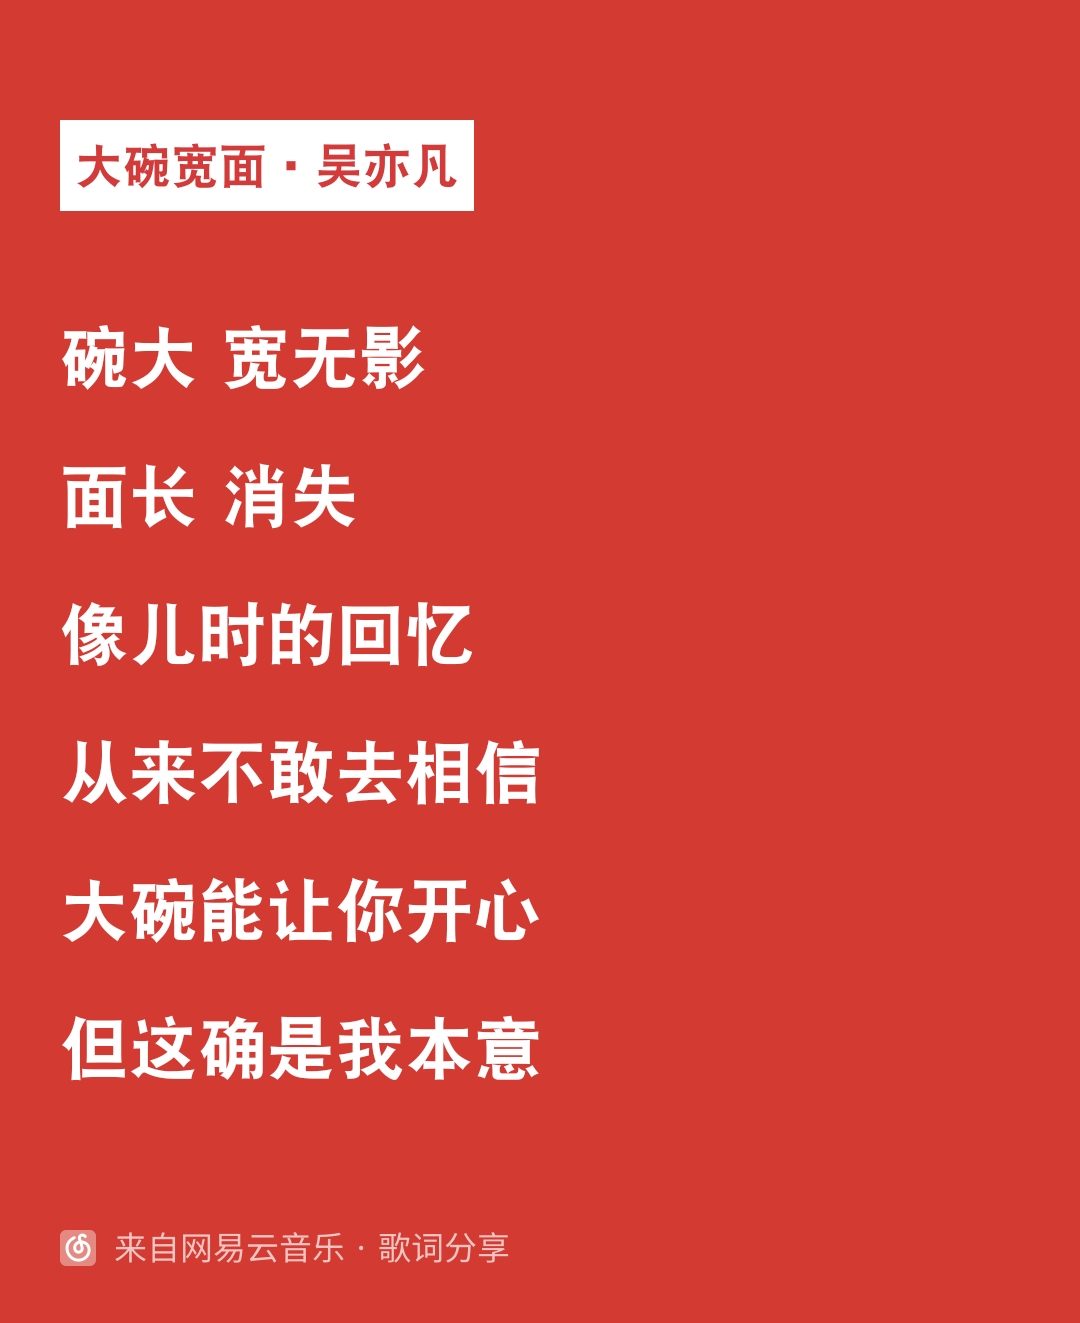 大碗宽面 · 吴亦凡
碗大 宽无影
面长 消失
像儿时的回忆
从来不敢去相信
大碗能让你开心
但这确是我本意
来自网易云音乐 · 歌词分享